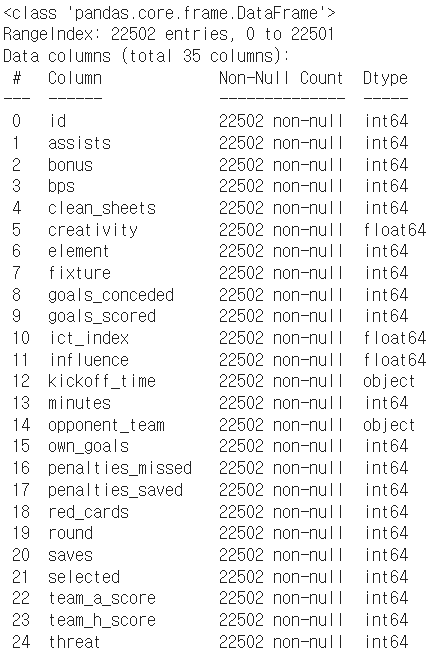 <class 'pandas.core.frame.DataFrame'>
RangeIndex: 22502 entries, 0 to 22501
Data columns (total 35 columns):
 #   Column            Non-Null Count  Dtype
---  ------            --------------  -----
 0   id                22502 non-null  int64
 1   assists           22502 non-null  int64
 2   bonus             22502 non-null  int64
 3   bps               22502 non-null  int64
 4   clean_sheets      22502 non-null  int64
 5   creativity        22502 non-null  float64
 6   element           22502 non-null  int64
 7   fixture           22502 non-null  int64
 8   goals_conceded    22502 non-null  int64
 9   goals_scored      22502 non-null  int64
 10  ict_index         22502 non-null  float64
 11  influence         22502 non-null  float64
 12  kickoff_time      22502 non-null  object
 13  minutes           22502 non-null  int64
 14  opponent_team     22502 non-null  object
 15  own_goals         22502 non-null  int64
 16  penalties_missed  22502 non-null  int64
 17  penalties_saved   22502 non-null  int64
 18  red_cards         22502 non-null  int64
 19  round             22502 non-null  int64
 20  saves             22502 non-null  int64
 21  selected          22502 non-null  int64
 22  team_a_score      22502 non-null  int64
 23  team_h_score      22502 non-null  int64
 24  threat            22502 non-null  int64